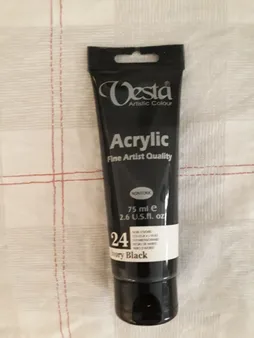 Vesta
Artistic Colour
Acrylic
Fine Artist Quality
75 ml e
2.6 U.S.fl. oz
24
Ivory Black